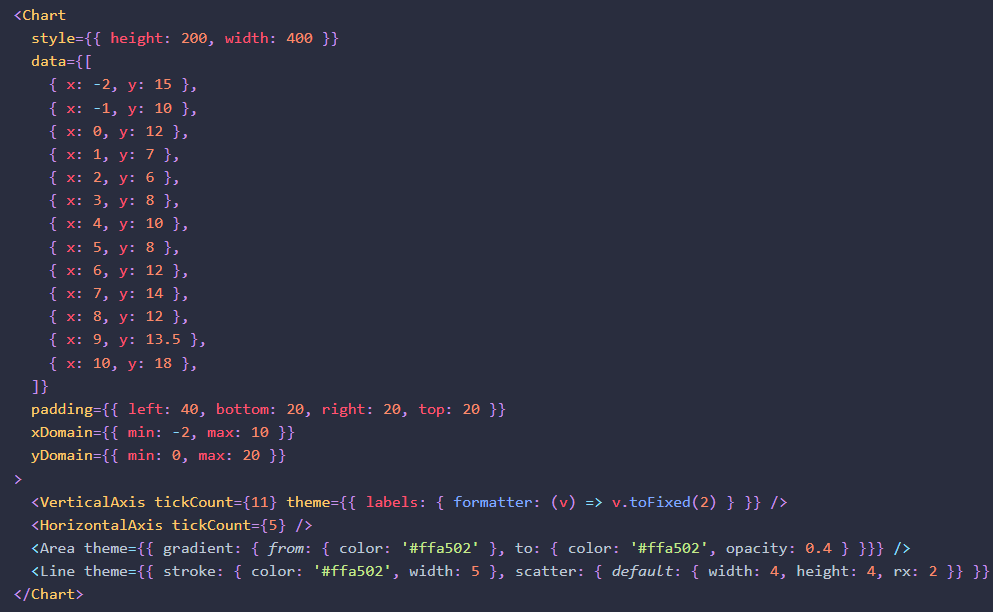 <Chart
  style={{ height: 200, width: 400 }}
  data={[
    { x: -2, y: 15 },
    { x: -1, y: 10 },
    { x: 0, y: 12 },
    { x: 1, y: 7 },
    { x: 2, y: 6 },
    { x: 3, y: 8 },
    { x: 4, y: 10 },
    { x: 5, y: 8 },
    { x: 6, y: 12 },
    { x: 7, y: 14 },
    { x: 8, y: 12 },
    { x: 9, y: 13.5 },
    { x: 10, y: 18 },
  ]}
  padding={{ left: 40, bottom: 20, right: 20, top: 20 }}
  xDomain={{ min: -2, max: 10 }}
  yDomain={{ min: 0, max: 20 }}
>
  <VerticalAxis tickCount={11} theme={{ labels: { formatter: (v) => v.toFixed(2) } }} />
  <HorizontalAxis tickCount={5} />
  <Area theme={{ gradient: { from: { color: '#ffa502' }, to: { color: '#ffa502', opacity: 0.4 } }}} />
  <Line theme={{ stroke: { color: '#ffa502', width: 5 }, scatter: { default: { width: 4, height: 4, rx: 2 }} }}
</Chart>